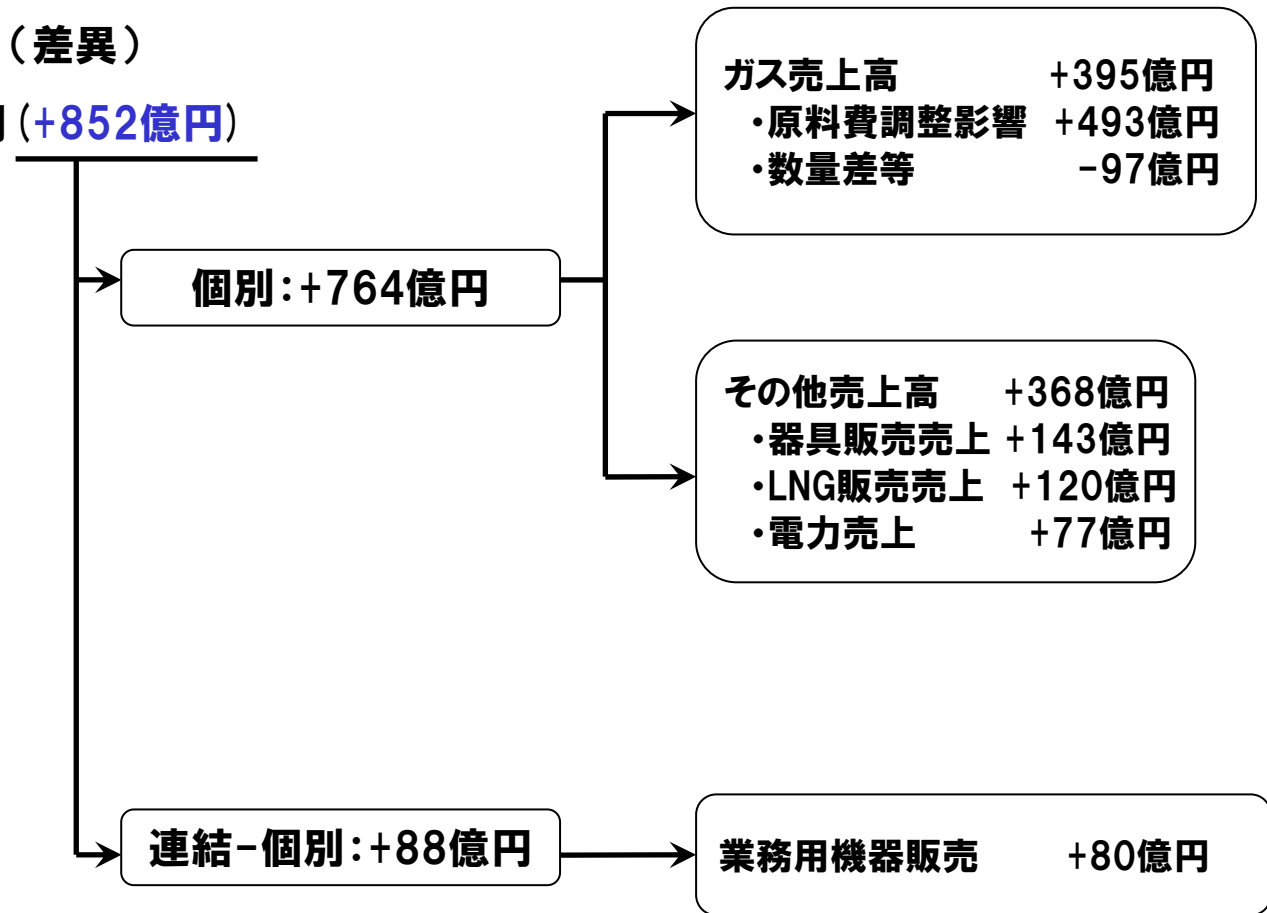 （差異）
(+852億円)
ガス売上高 +395億円
・原料費調整影響 +493億円
・数量差等 -97億円
個別：+764億円
その他売上高 +368億円
・器具販売売上 +143億円
・LNG販売売上 +120億円
・電力売上 +77億円
連結-個別：+88億円
業務用機器販売 +80億円